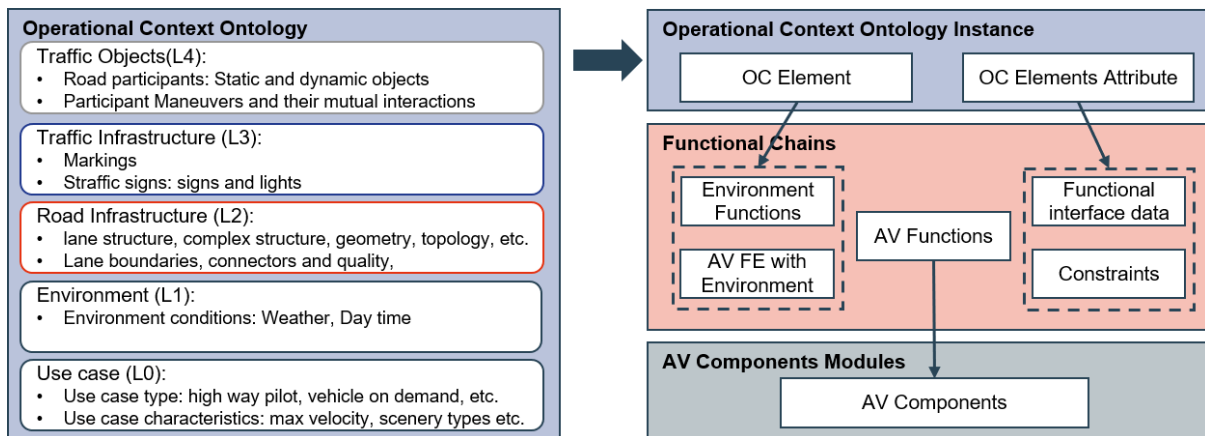 Operational Context Ontology
Traffic Objects(L4):
• Road participants: Static and dynamic objects
• Participant Maneuvers and their mutual interactions
Traffic Infrastructure (L3):
• Markings
• Straffic signs: signs and lights
Road Infrastructure (L2):
• lane structure, complex structure, geometry, topology, etc.
• Lane boundaries, connectors and quality,
Environment (L1):
• Environment conditions: Weather, Day time
Use case (L0):
• Use case type: high way pilot, vehicle on demand, etc.
• Use case characteristics: max velocity, scenery types etc.
Operational Context Ontology Instance
OC Element
OC Elements Attribute
Functional Chains
Environment
Functions
AV FE with
Environment
AV Functions
Functional
interface data
Constraints
AV Components Modules
AV Components